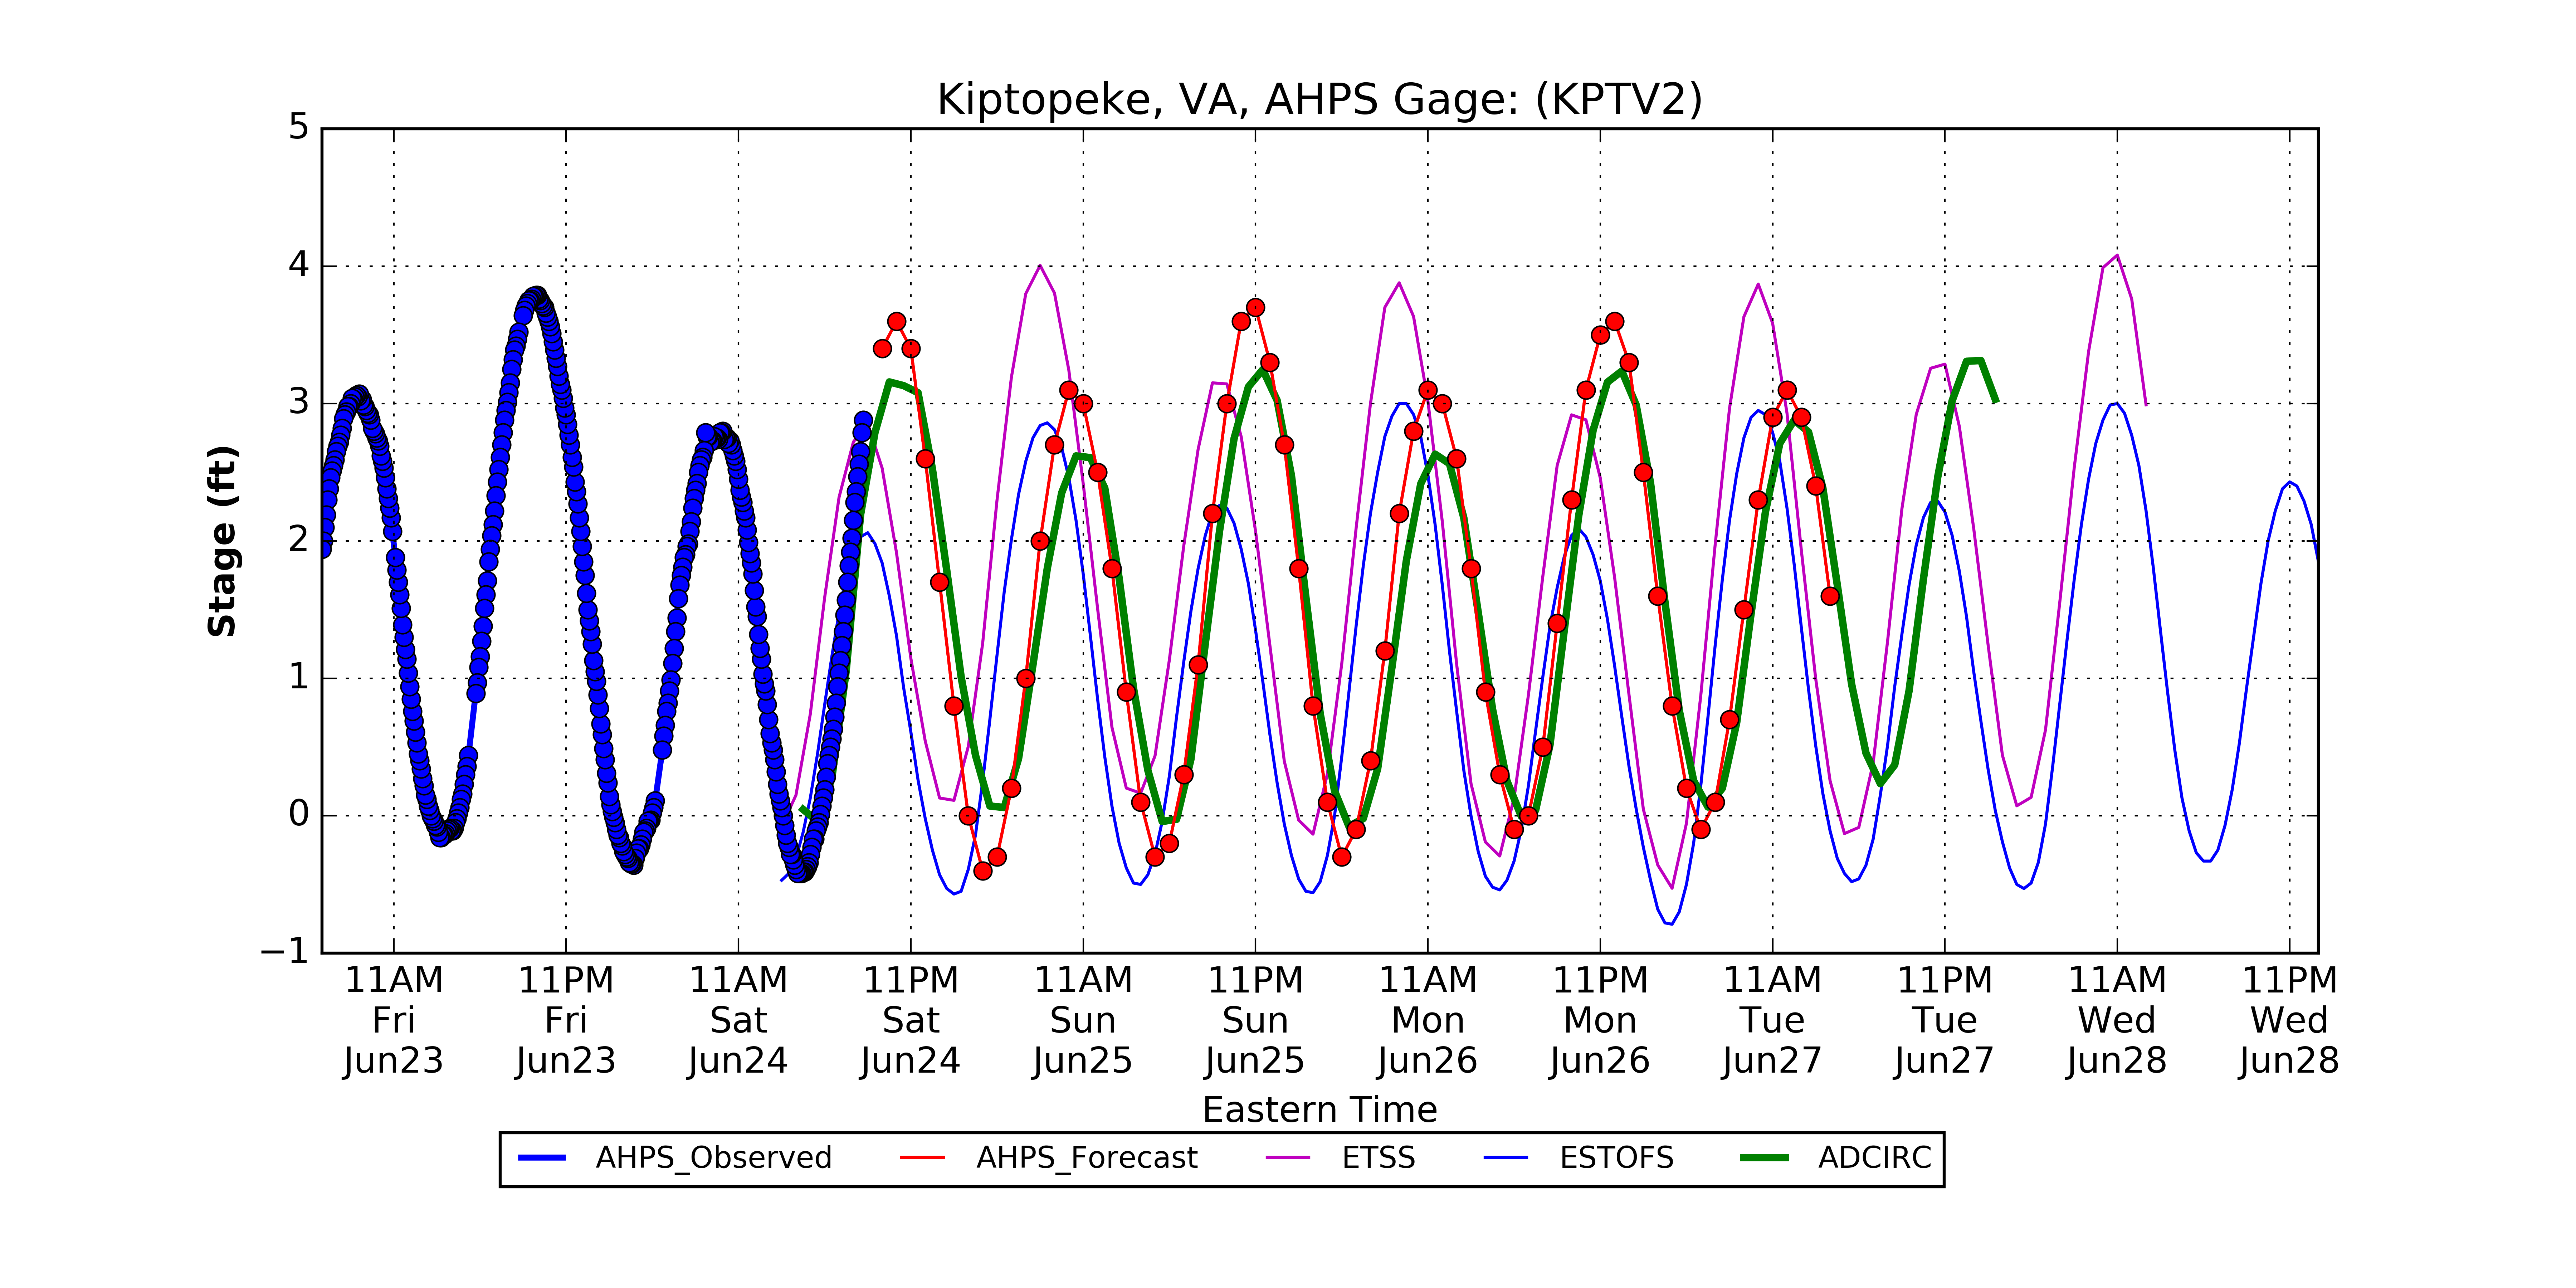 Kiptopeke, VA, AHPS Gage: (KPTV2)
5
4
3
2
1
0
−1
Stage (ft)
11AM 11PM 11AM 11PM 11AM 11PM 11AM 11PM 11AM 11PM 11AM 11PM
Fri Fri Sat Sat Sun Sun Mon Mon Tue Tue Wed Wed
Jun23 Jun23 Jun24 Jun24 Jun25 Jun25 Jun26 Jun26 Jun27 Jun27 Jun28 Jun28
Eastern Time
AHPS_Observed AHPS_Forecast ETSS ESTOFS ADCIRC